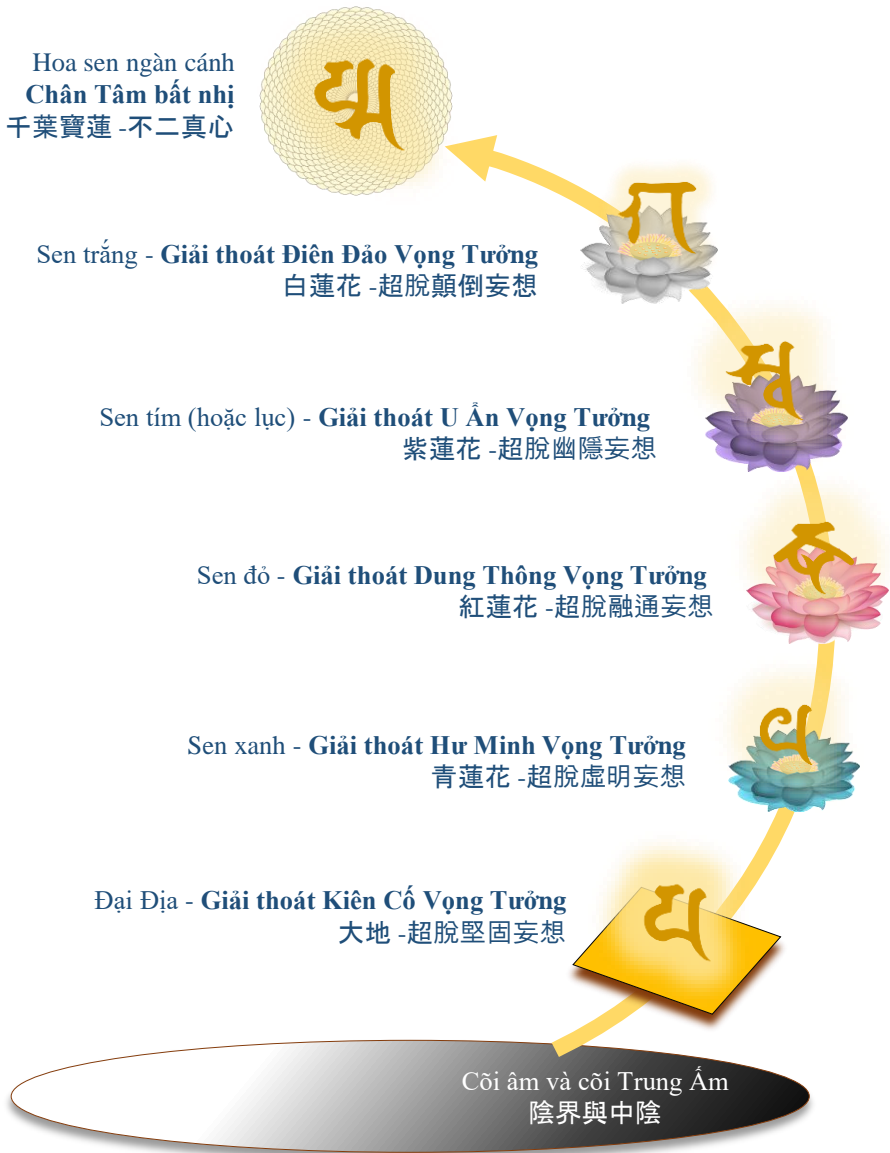 Hoa sen ngàn cánh
Chân Tâm bất nhị
千葉寶蓮 -不二真心
Sen trắng - Giải thoát Điên Đảo Vọng Tưởng
白蓮花 -超脫顛倒妄想
Sen tím (hoặc lục) - Giải thoát U Ẩn Vọng Tưởng
紫蓮花 -超脫幽隱妄想
Sen đỏ - Giải thoát Dung Thông Vọng Tưởng
紅蓮花 -超脫融通妄想
Sen xanh - Giải thoát Hư Minh Vọng Tưởng
青蓮花 -超脫虛明妄想
Đại Địa - Giải thoát Kiên Cố Vọng Tưởng
大地 -超脫堅固妄想
Cõi âm và cõi Trung Ấm
陰界與中陰